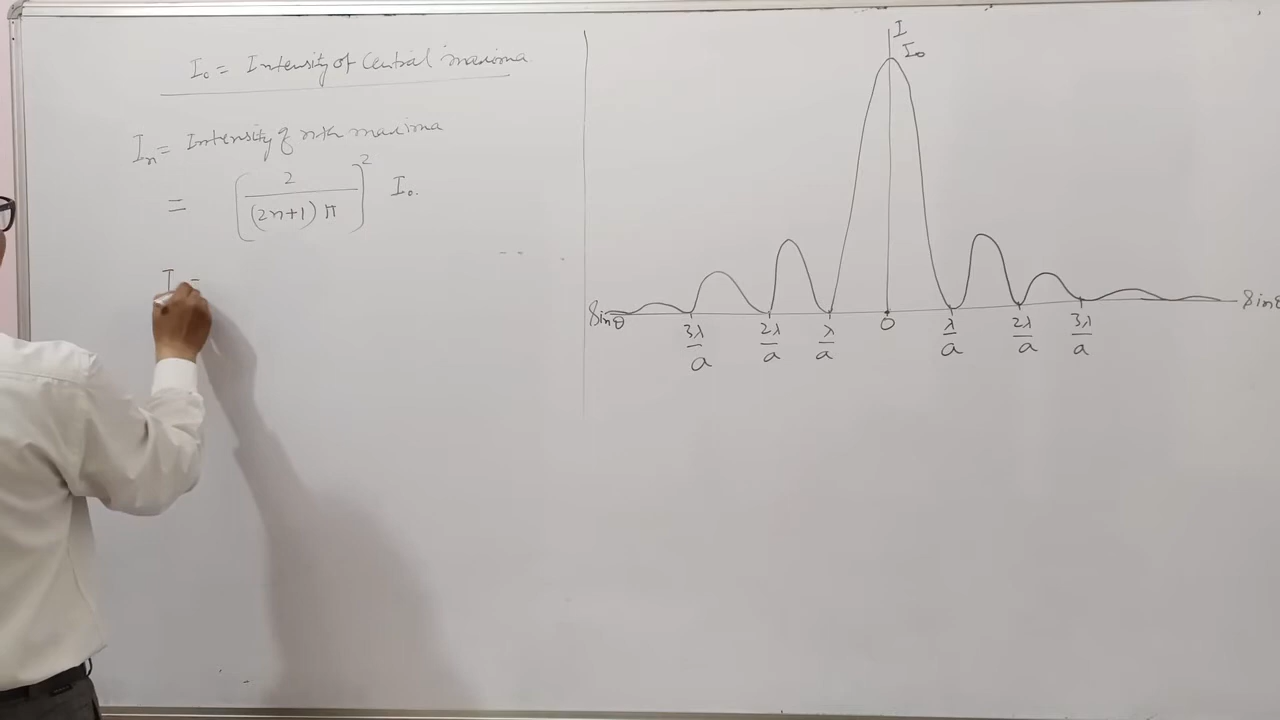 I₀ = Intensity of Central maxima
Iₙ = Intensity of nth maxima
= [2/((2n+1) π)]² I₀.
I =
I
I₀
Sinθ
3λ/a
2λ/a
λ/a
0
λ/a
2λ/a
3λ/a
Sinθ